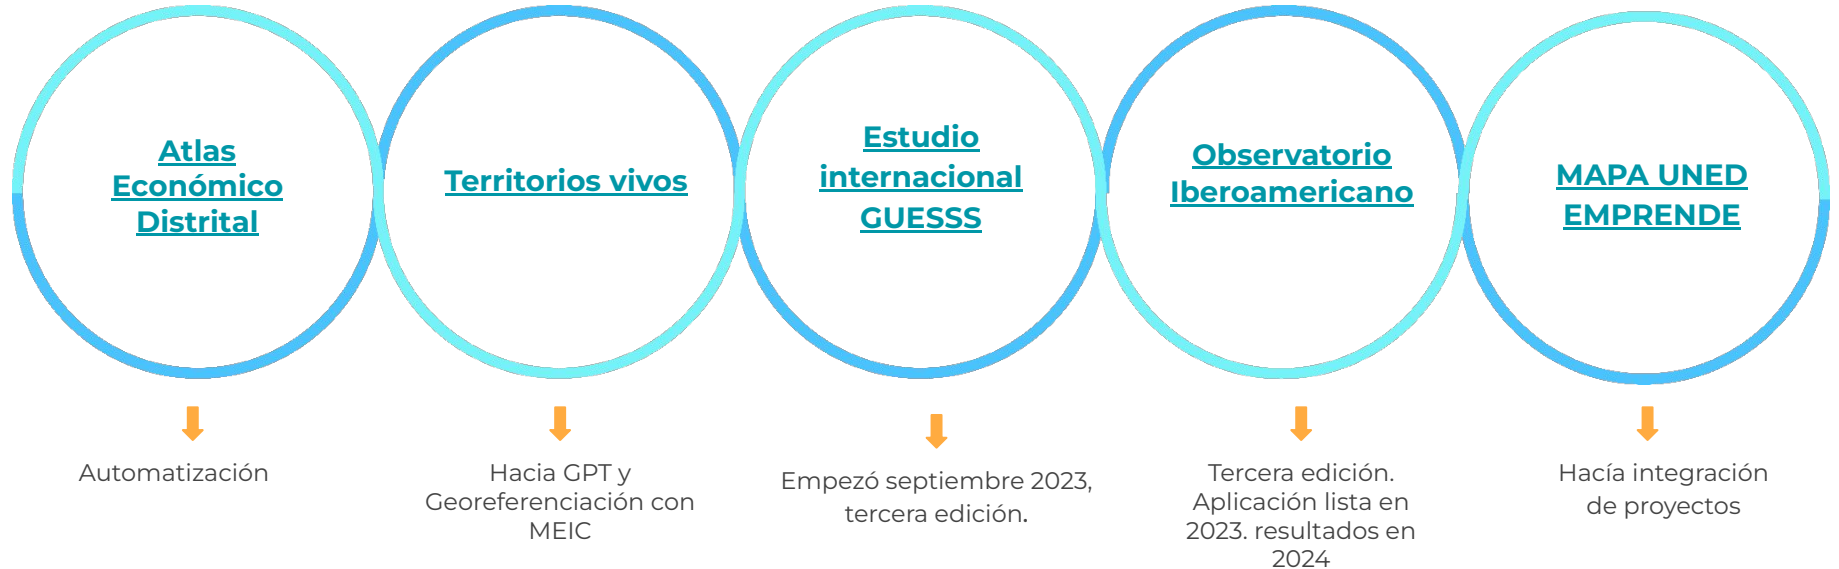 Atlas
Económico
Distrital
Territorios vivos
Estudio
internacional
GUESSS
Observatorio
Iberoamericano
MAPA UNED
EMPRENDE
Automatización
Hacia GPT y
Georeferenciación con
MEIC
Empezó septiembre 2023,
tercera edición.
Tercera edición.
Aplicación lista en
2023. resultados en
2024
Hacía integración
de proyectos